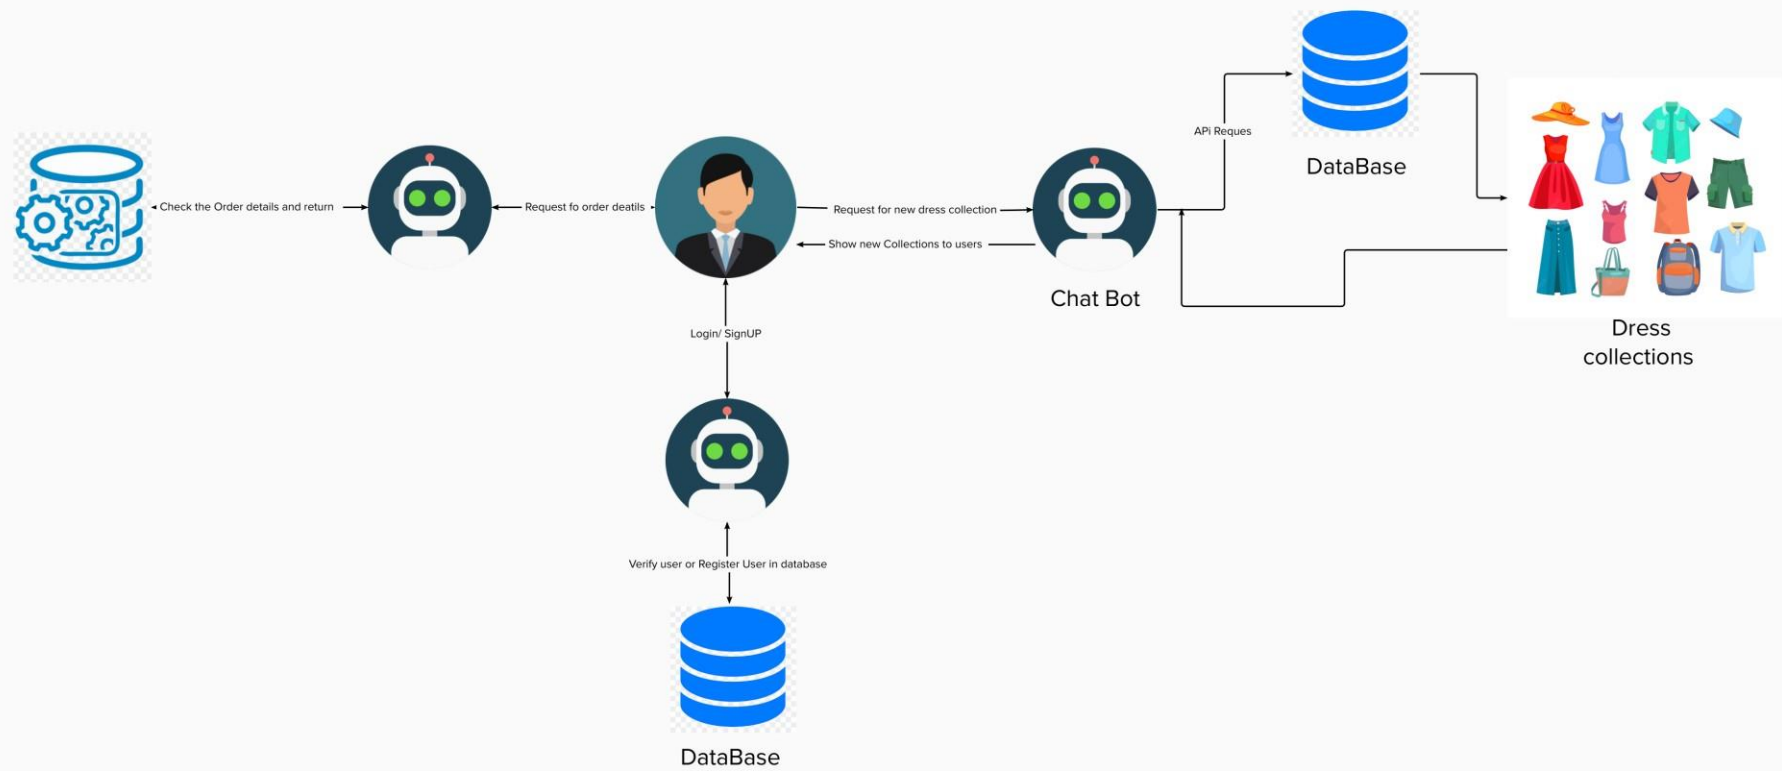 APi Reques
DataBase
Check the Order details and return
Request fo order deatils
Request for new dress collection
Show new Collections to users
Chat Bot
Dress
collections
Login/ SignUP
Verify user or Register User in database
DataBase